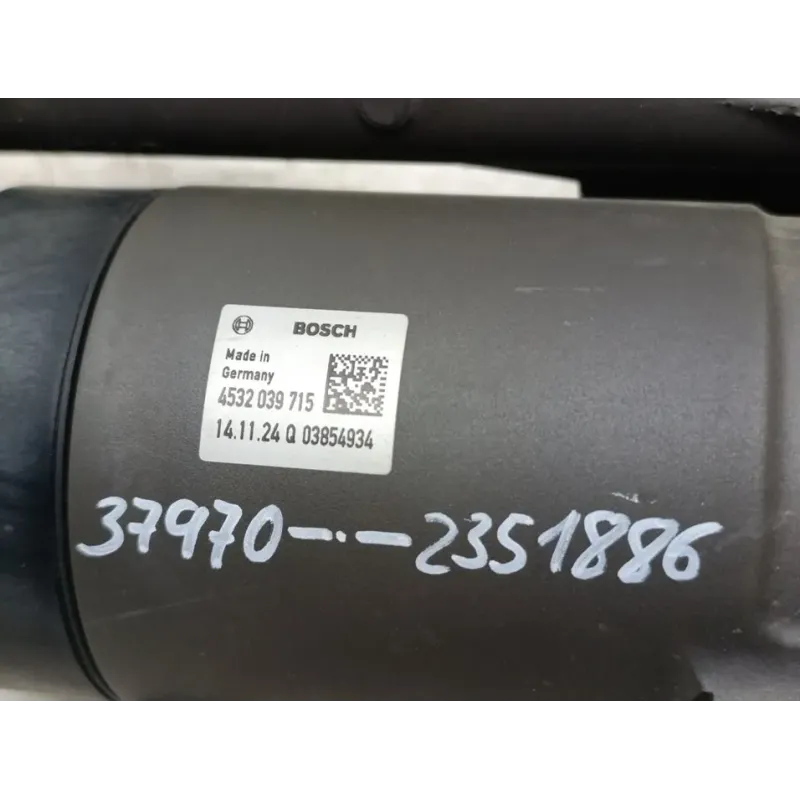 BOSCH
Made in
Germany
4532 039 715
14.11.24 Q 03854934
37970-·-2351886